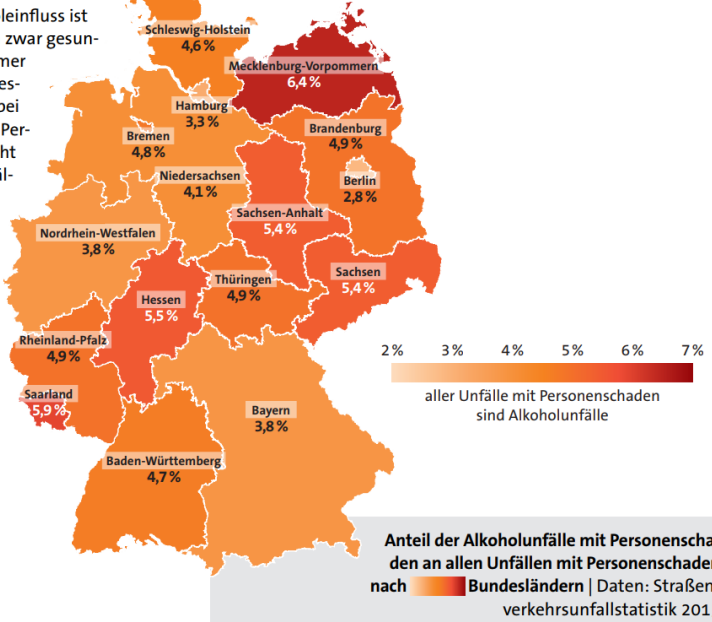 bleinfluss ist
zwar gesun-
mer
es-
bei
Per-
ht
il-
Schleswig-Holstein
4,6 %
Mecklenburg-Vorpommern
6,4 %
Hamburg
3,3 %
Brandenburg
4,9 %
Bremen
4,8 %
Berlin
2,8 %
Niedersachsen
4,1 %
Sachsen-Anhalt
5,4 %
Nordrhein-Westfalen
3,8 %
Sachsen
5,4 %
Thüringen
4,9 %
Hessen
5,5 %
Rheinland-Pfalz
4,9 %
Saarland
5,9 %
Bayern
3,8 %
Baden-Württemberg
4,7 %
2 % 3 % 4 % 5 % 6 % 7 %
aller Unfälle mit Personenschaden
sind Alkoholunfälle
Anteil der Alkoholunfälle mit Personenscha
den an allen Unfällen mit Personenschade
nach Bundesländern | Daten: Straßen
verkehrsunfallstatistik 201